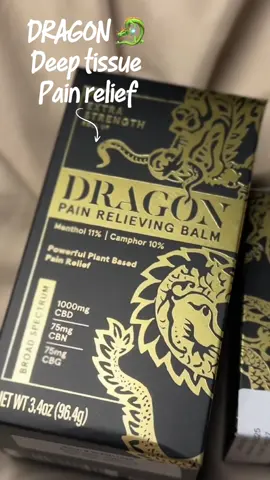 DRAGON 🐉
Deep tissue
Pain relief
EXTRA
STRENGTH
DRAGON
PAIN RELIEVING BALM
Menthol 11% | Camphor 10%
Powerful Plant Based
Pain Relief
BROAD SPECTRUM
1000mg
CBD
75mg
CBN
75mg
CBG
NET WT 3.4oz (96.4g)